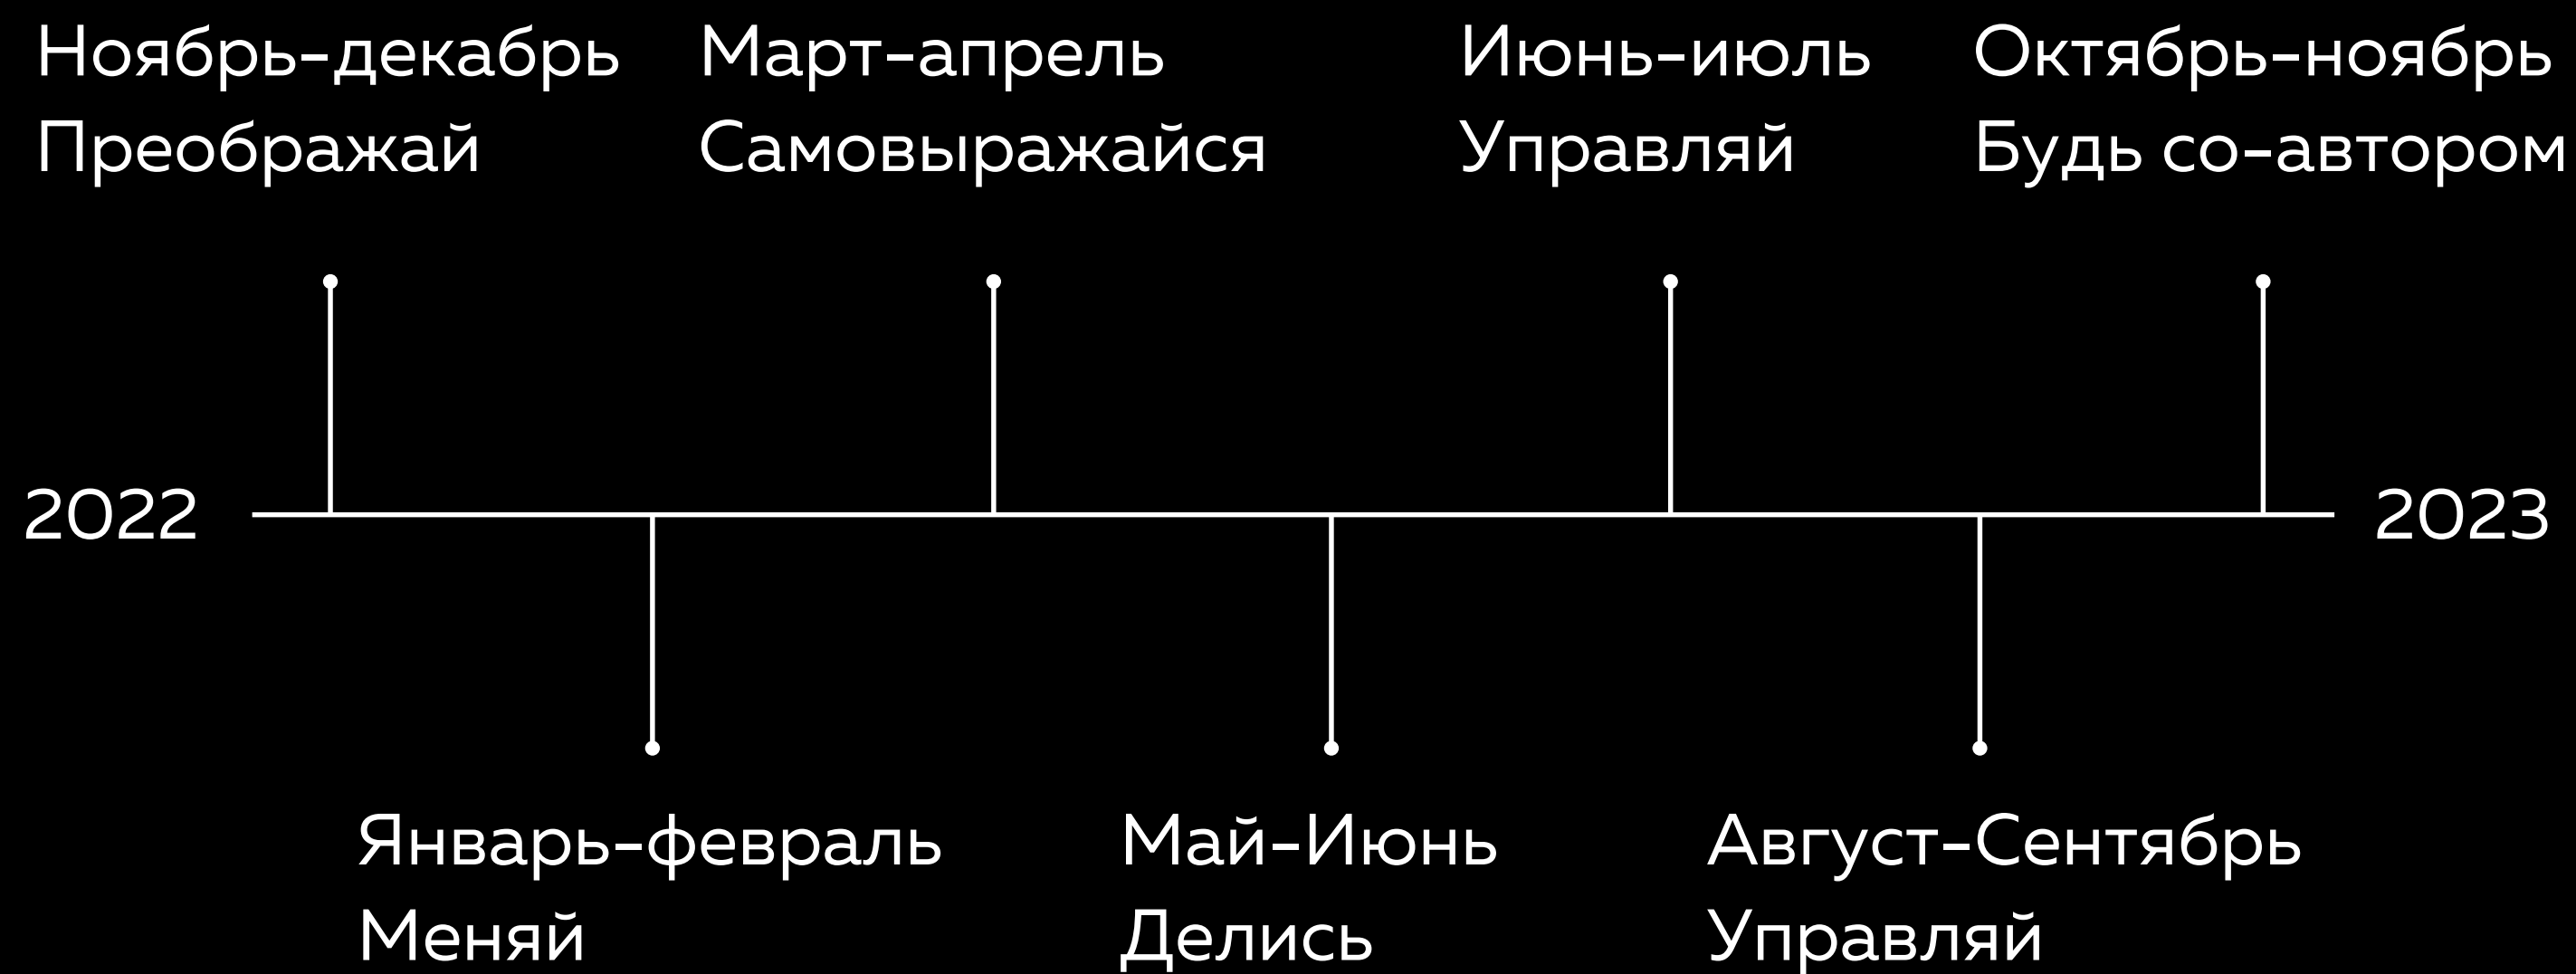 Ноябрь-декабрь
Преображай
Март-апрель
Самовыражайся
Июнь-июль
Управляй
Октябрь-ноябрь
Будь со-автором
2022
2023
Январь-февраль
Меняй
Май-Июнь
Делись
Август-Сентябрь
Управляй